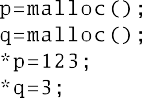 p=malloc();
q=malloc();
*p=123;
*q=3;